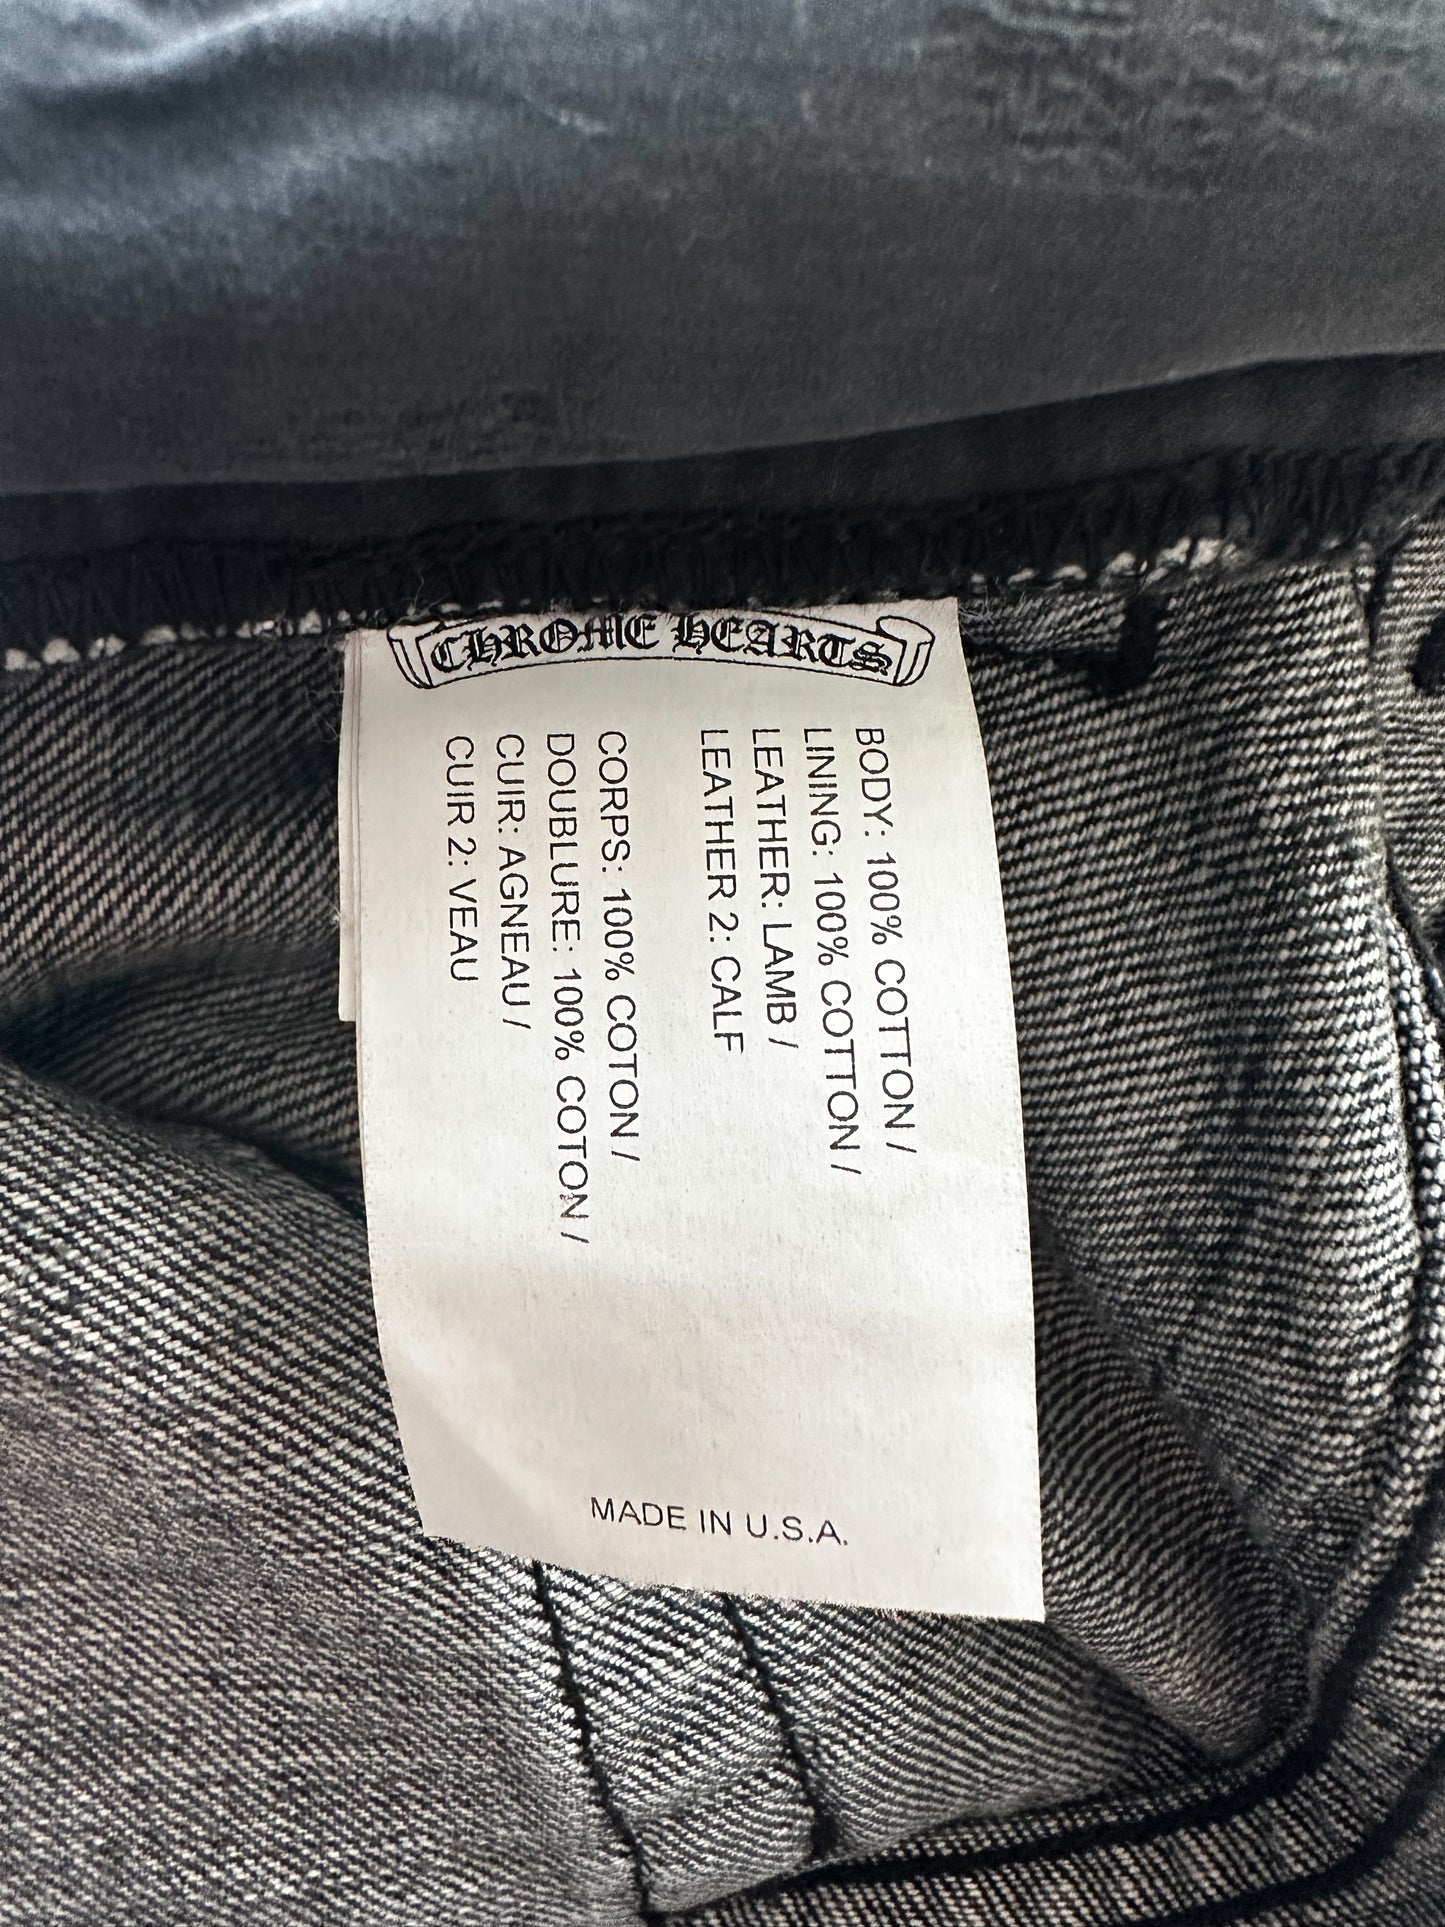 CHROME HEARTS
BODY: 100% COTTON /
LINING: 100% COTTON /
LEATHER: LAMB /
LEATHER 2: CALF
CORPS: 100% COTON /
DOUBLURE: 100% COTON /
CUIR: AGNEAU /
CUIR 2: VEAU
MADE IN U.S.A.